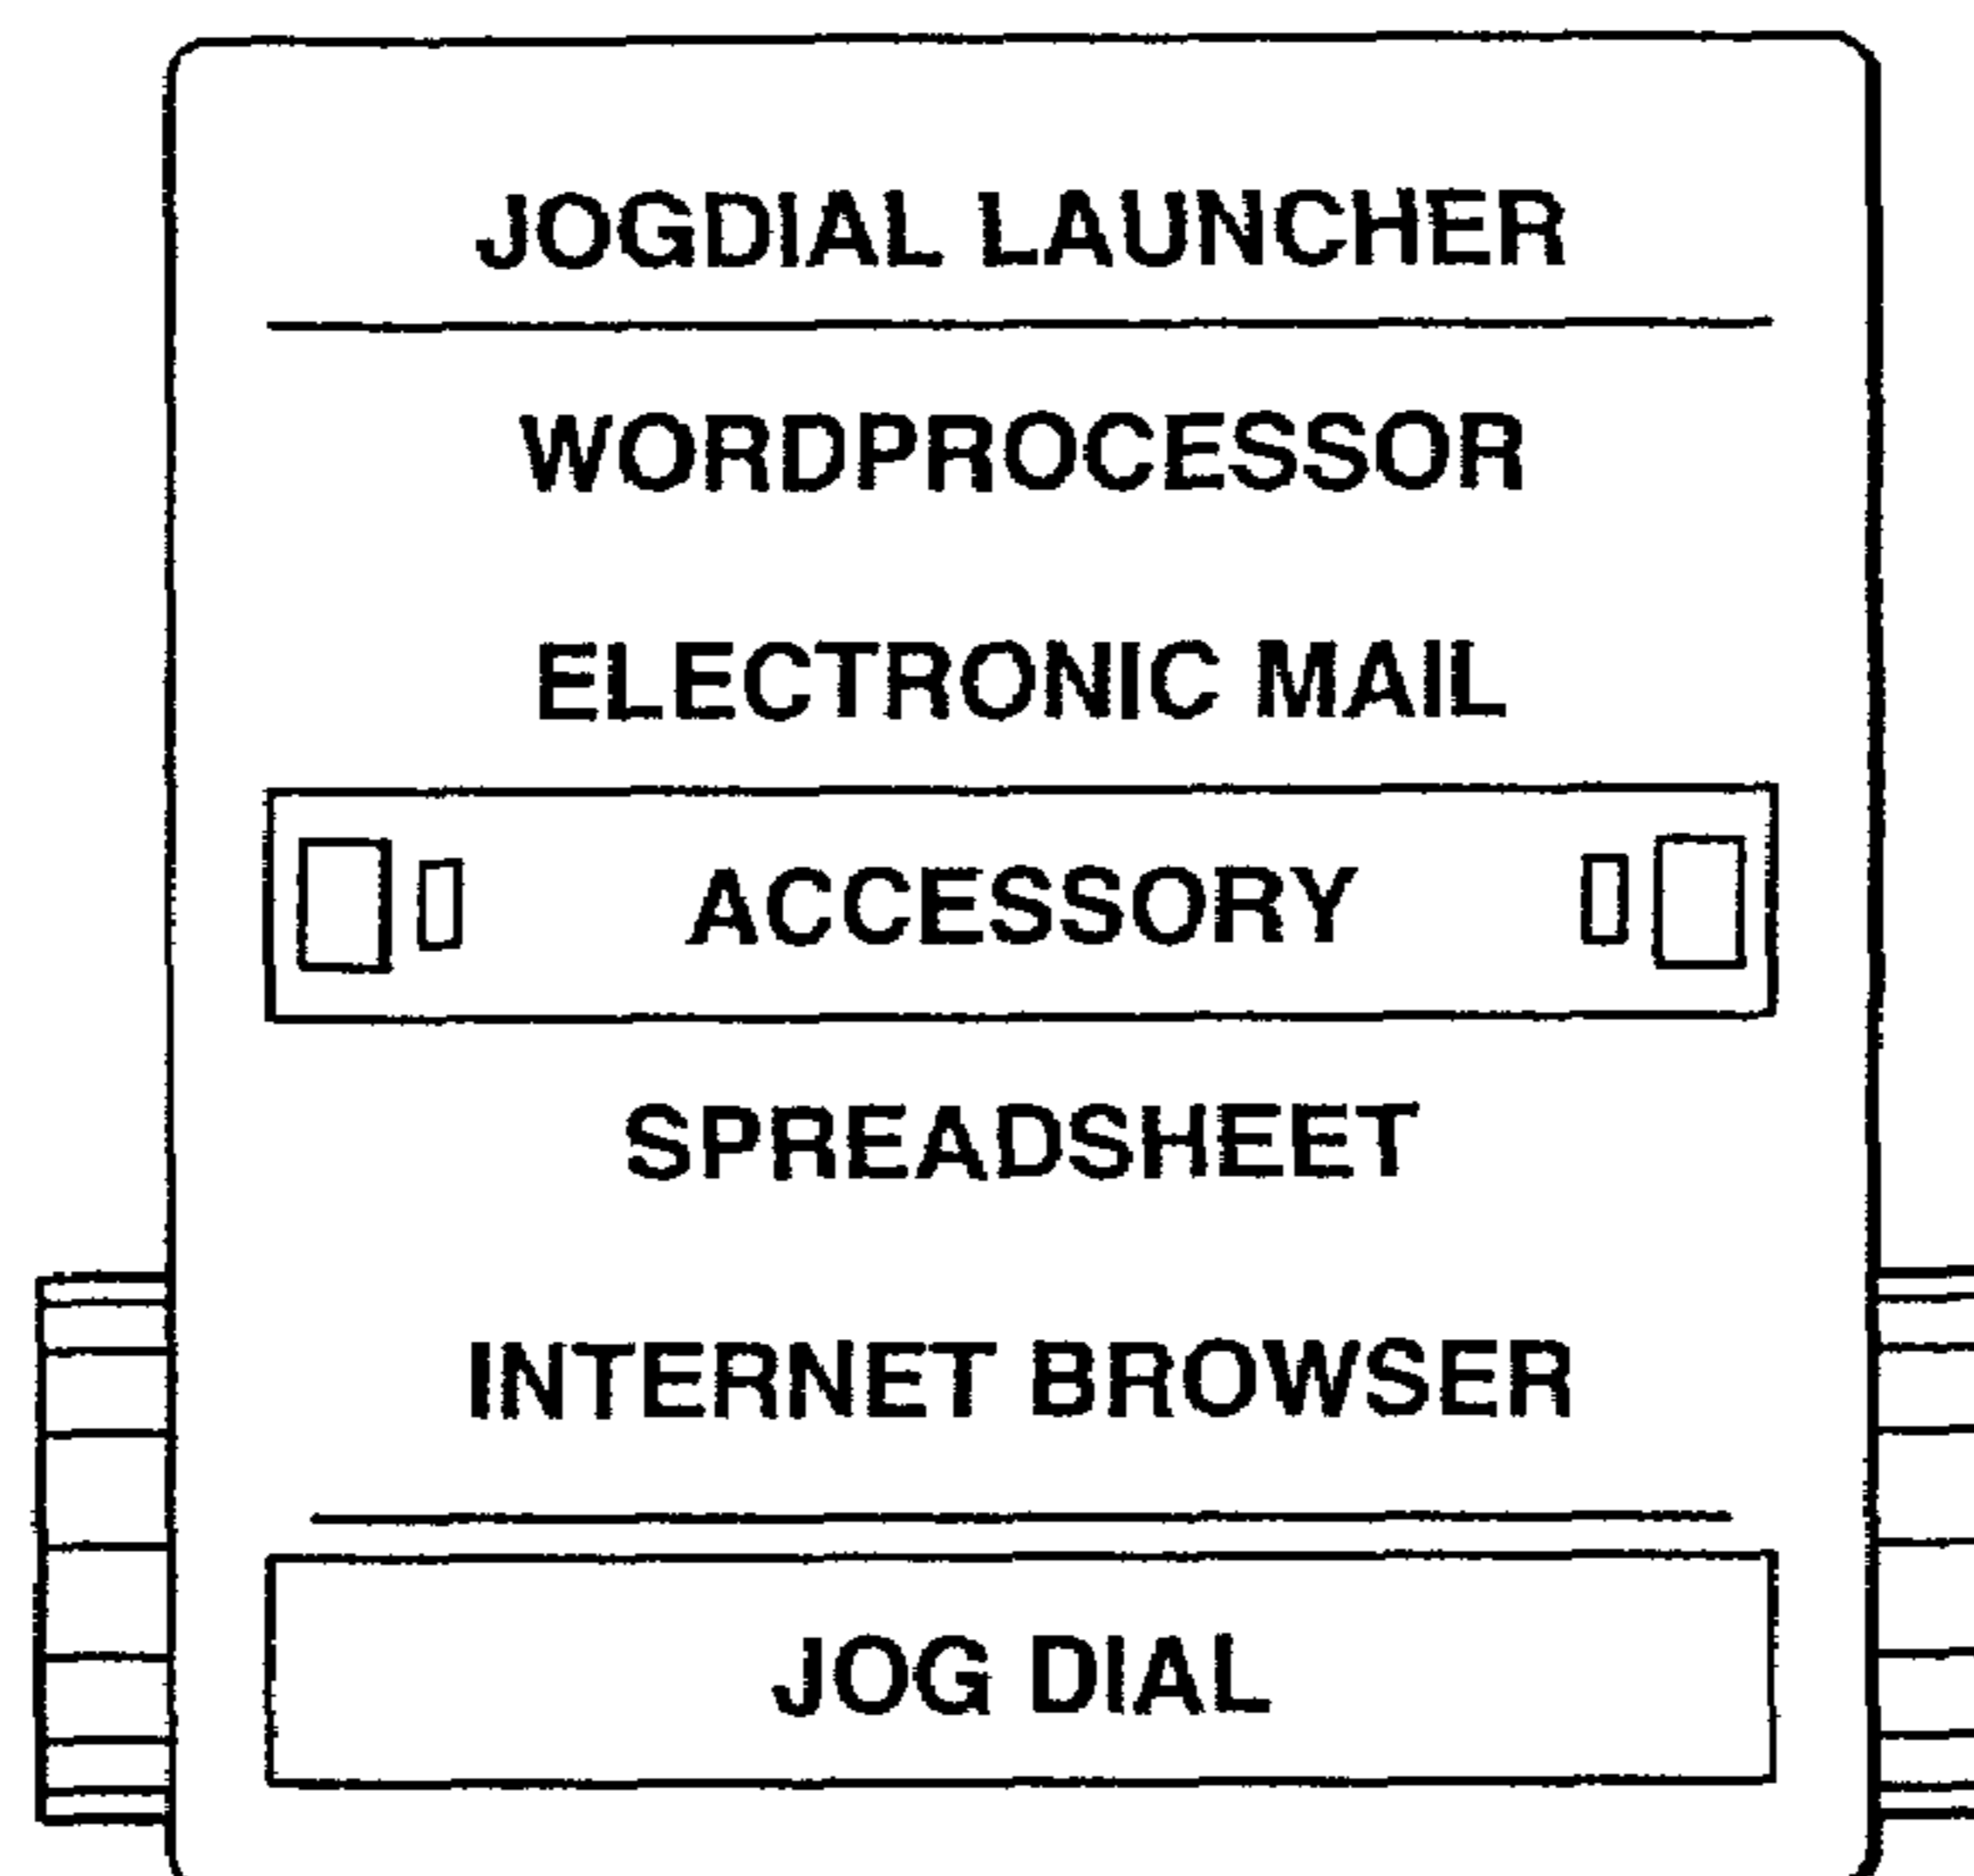 JOGDIAL LAUNCHER
WORDPROCESSOR
ELECTRONIC MAIL
ACCESSORY
SPREADSHEET
INTERNET BROWSER
JOG DIAL